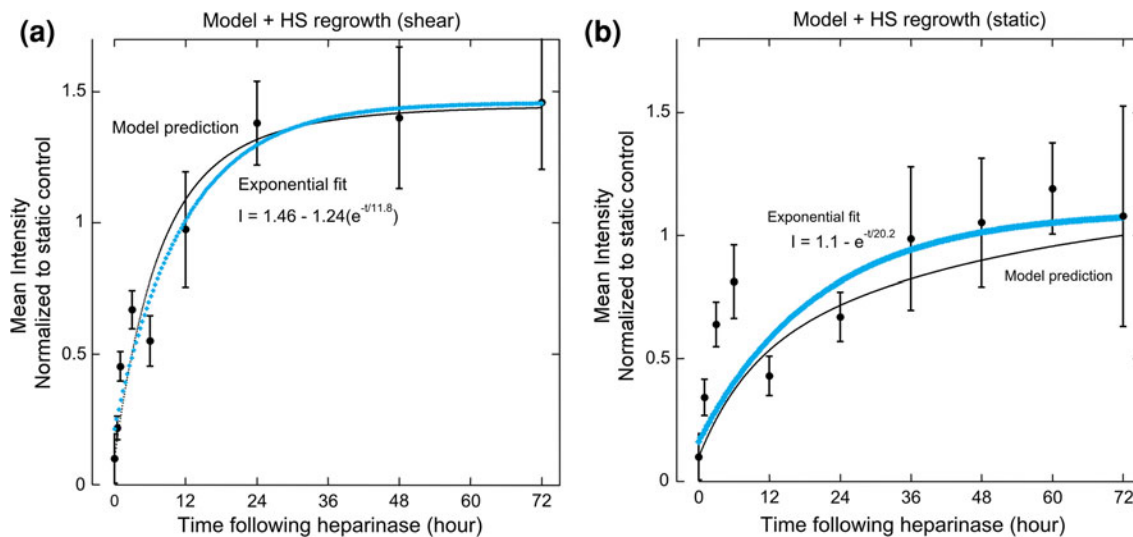 (a)
Model + HS regrowth (shear)
Mean Intensity
Normalized to static control
1.5
1
0.5
0
Model prediction
Exponential fit
I = 1.46 - 1.24(e^-t/11.8)
0 12 24 36 48 60 72
Time following heparinase (hour)
(b)
Model + HS regrowth (static)
Mean Intensity
Normalized to static control
1.5
1
0.5
0
Exponential fit
I = 1.1 - e^-t/20.2
Model prediction
0 12 24 36 48 60 72
Time following heparinase (hour)